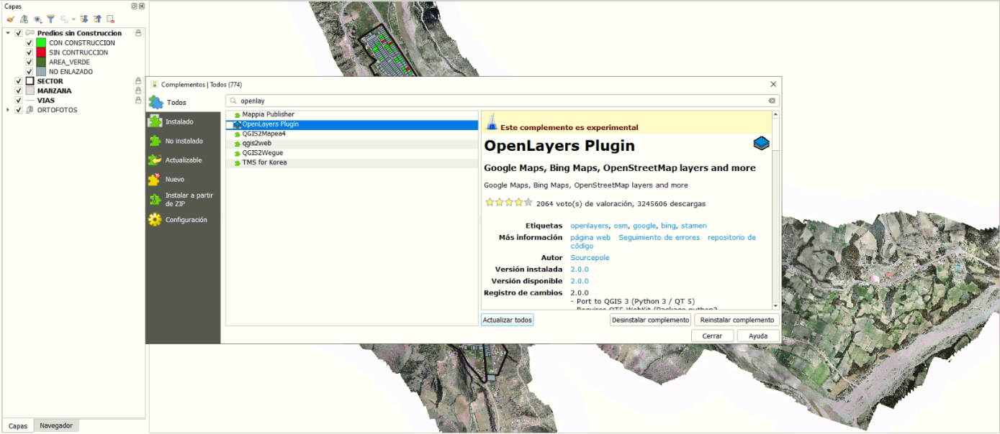 Capas
Predios sin Construccion
CON CONSTRUCCION
SIN CONTRUCCION
AREA_VERDE
NO ENLAZADO
SECTOR
MANZANA
VIAS
ORTOFOTOS
Capas
Navegador
Complementos | Todos (774)
Todos
Instalado
No instalado
Actualizable
Nuevo
Instalar a partir
de ZIP
Configuración
openlay
Mappia Publisher
OpenLayers Plugin
QGIS2Mapea4
qgis2web
QGIS2Wegue
TMS for Korea
Este complemento es experimental
OpenLayers Plugin
Google Maps, Bing Maps, OpenStreetMap layers and more
Google Maps, Bing Maps, OpenStreetMap layers and more
2064 voto(s) de valoración, 3245606 descargas
Etiquetas openlayers, osm, google, bing, stamen
Más información página web Seguimiento de errores repositorio de
código
Autor Sourcepole
Versión instalada 2.0.0
Versión disponible 2.0.0
Registro de cambios 2.0.0
- Port to QGIS 3 (Python 3 / QT 5)
Actualizar todos
Desinstalar complemento
Reinstalar complemento
Cerrar
Ayuda